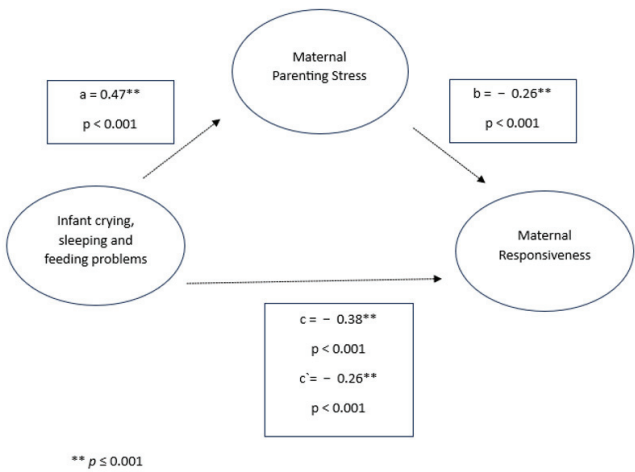 Maternal
Parenting Stress
a = 0.47**
p < 0.001
b = − 0.26**
p < 0.001
Infant crying,
sleeping and
feeding problems
Maternal
Responsiveness
c = − 0.38**
p < 0.001
c`= − 0.26**
p < 0.001
** p ≤ 0.001